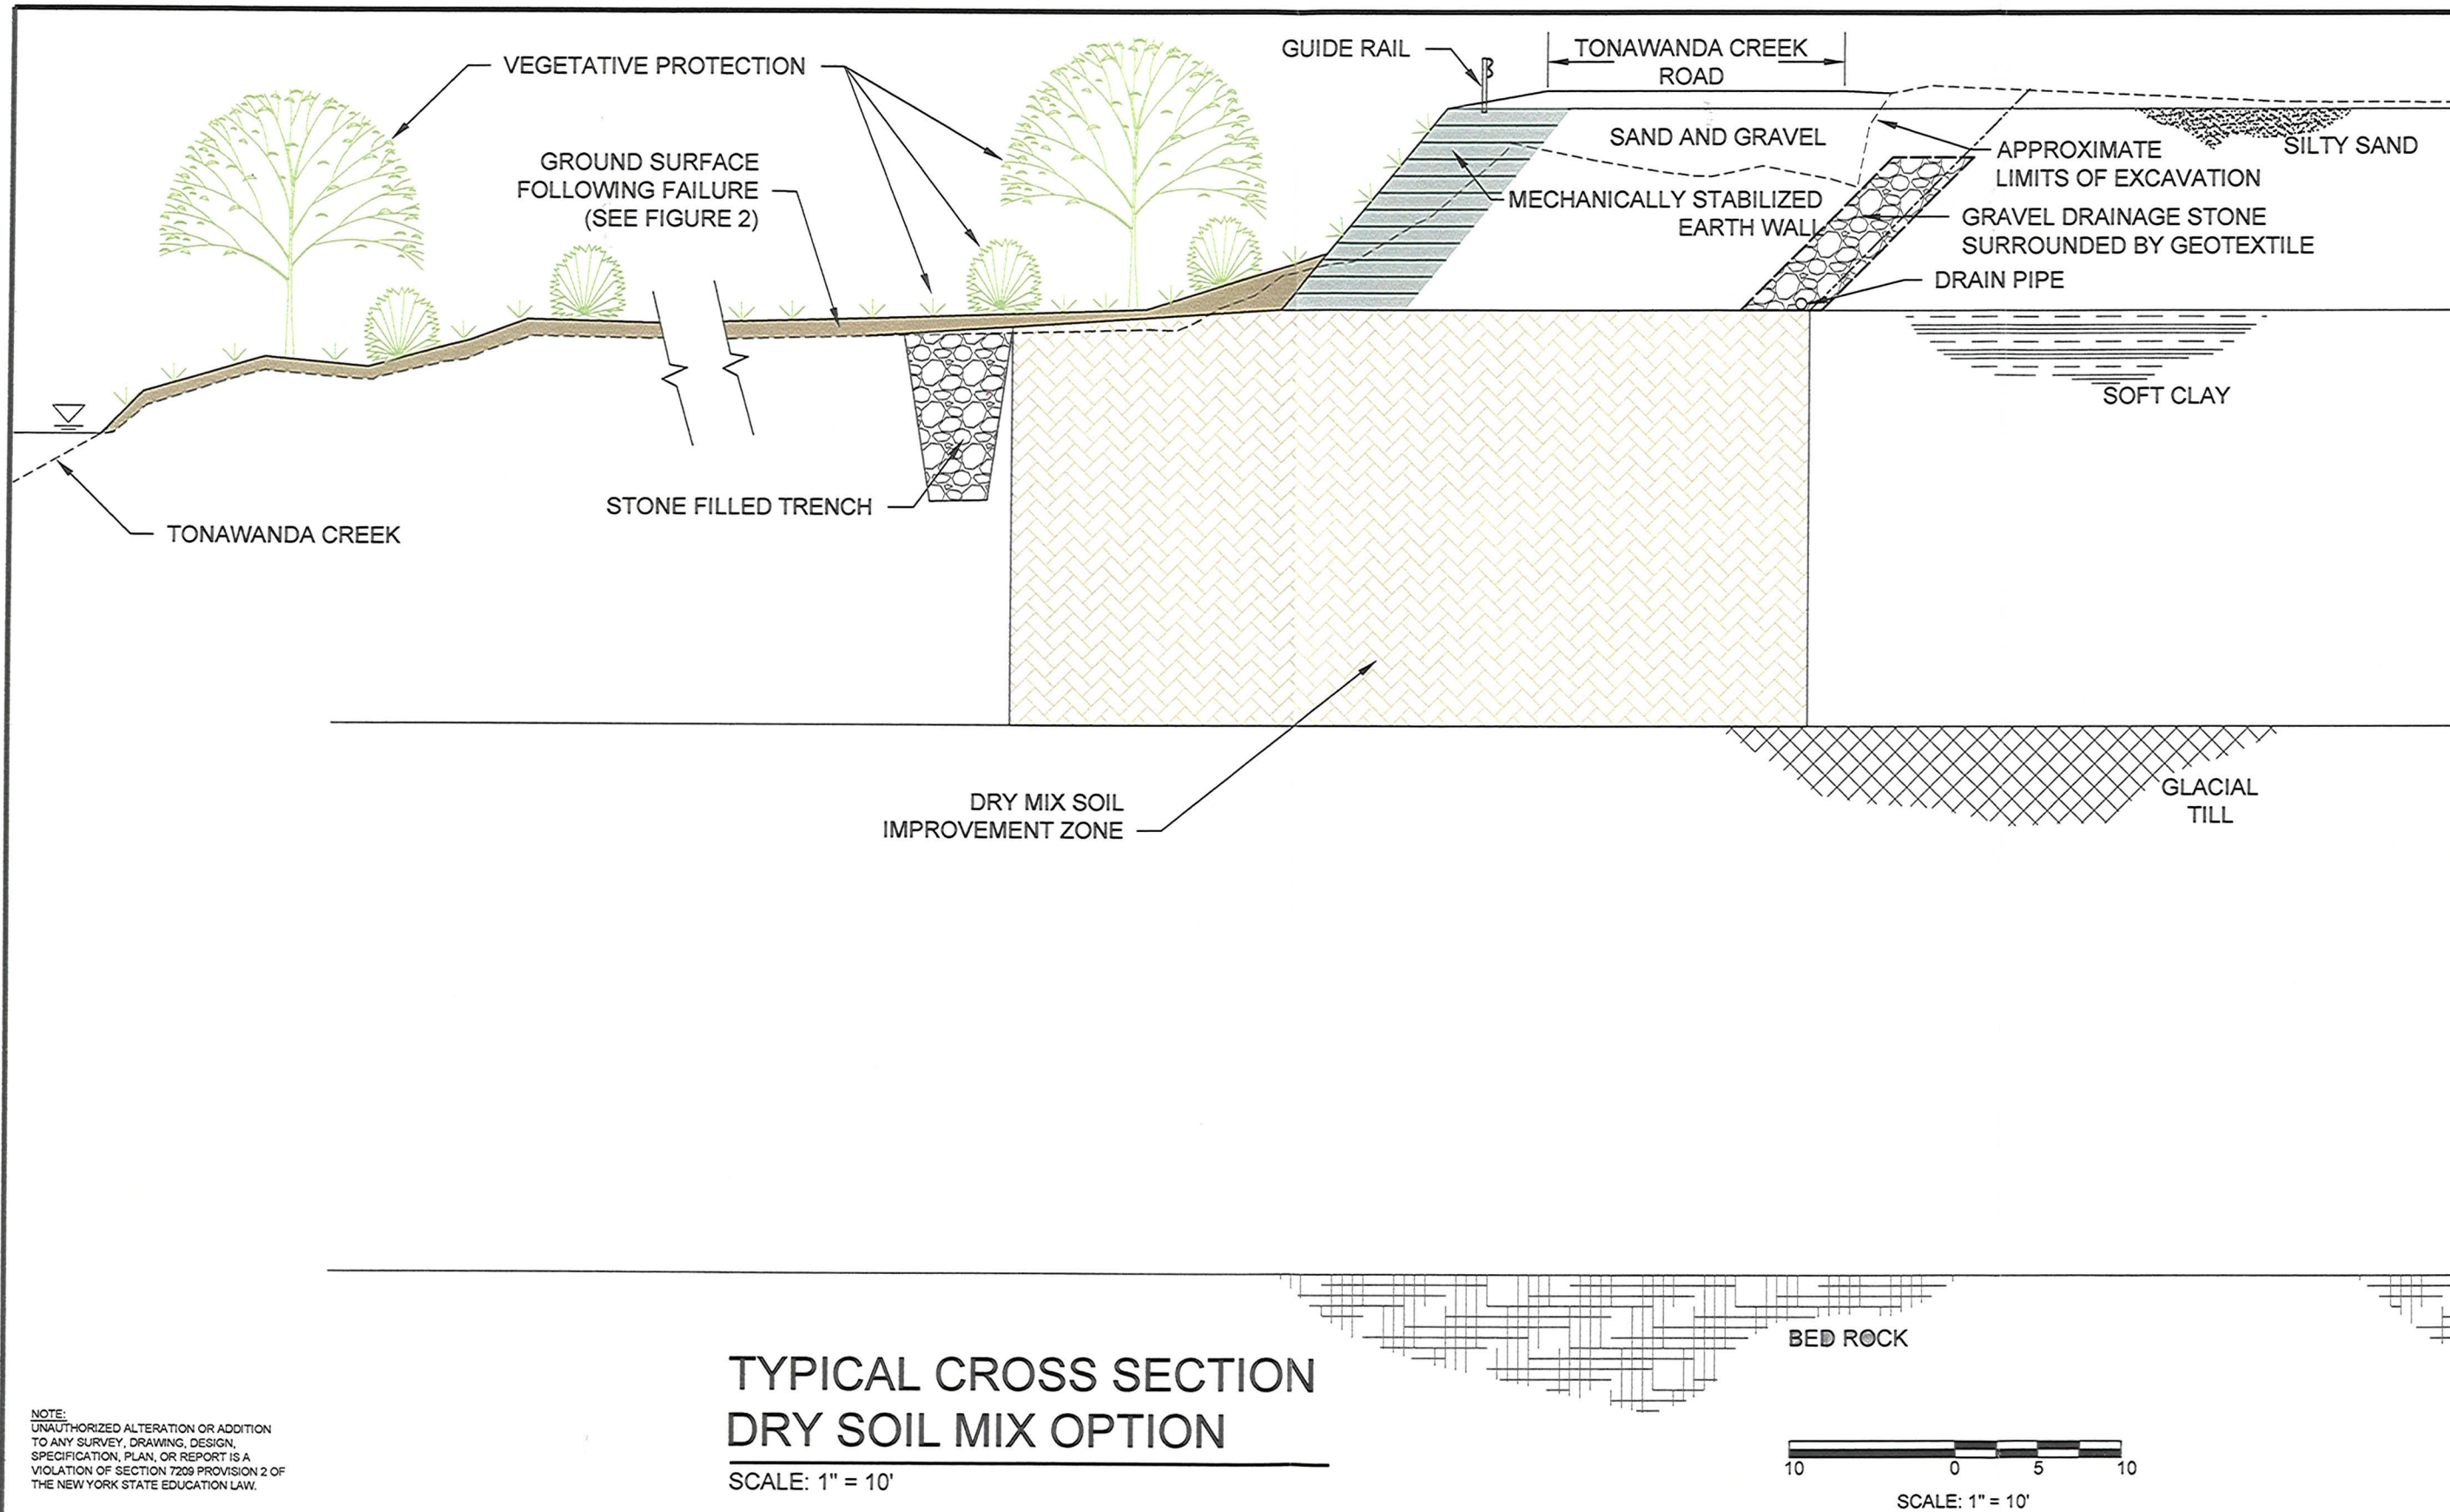 VEGETATIVE PROTECTION
GUIDE RAIL
TONAWANDA CREEK
ROAD
GROUND SURFACE
FOLLOWING FAILURE
(SEE FIGURE 2)
SAND AND GRAVEL
SILTY SAND
APPROXIMATE
LIMITS OF EXCAVATION
MECHANICALLY STABILIZED
EARTH WALL
GRAVEL DRAINAGE STONE
SURROUNDED BY GEOTEXTILE
DRAIN PIPE
SOFT CLAY
STONE FILLED TRENCH
TONAWANDA CREEK
DRY MIX SOIL
IMPROVEMENT ZONE
GLACIAL
TILL
BED ROCK
TYPICAL CROSS SECTION
DRY SOIL MIX OPTION
SCALE: 1" = 10'
NOTE:
UNAUTHORIZED ALTERATION OR ADDITION
TO ANY SURVEY, DRAWING, DESIGN,
SPECIFICATION, PLAN, OR REPORT IS A
VIOLATION OF SECTION 7209 PROVISION 2 OF
THE NEW YORK STATE EDUCATION LAW.
10 0 5 10
SCALE: 1" = 10'